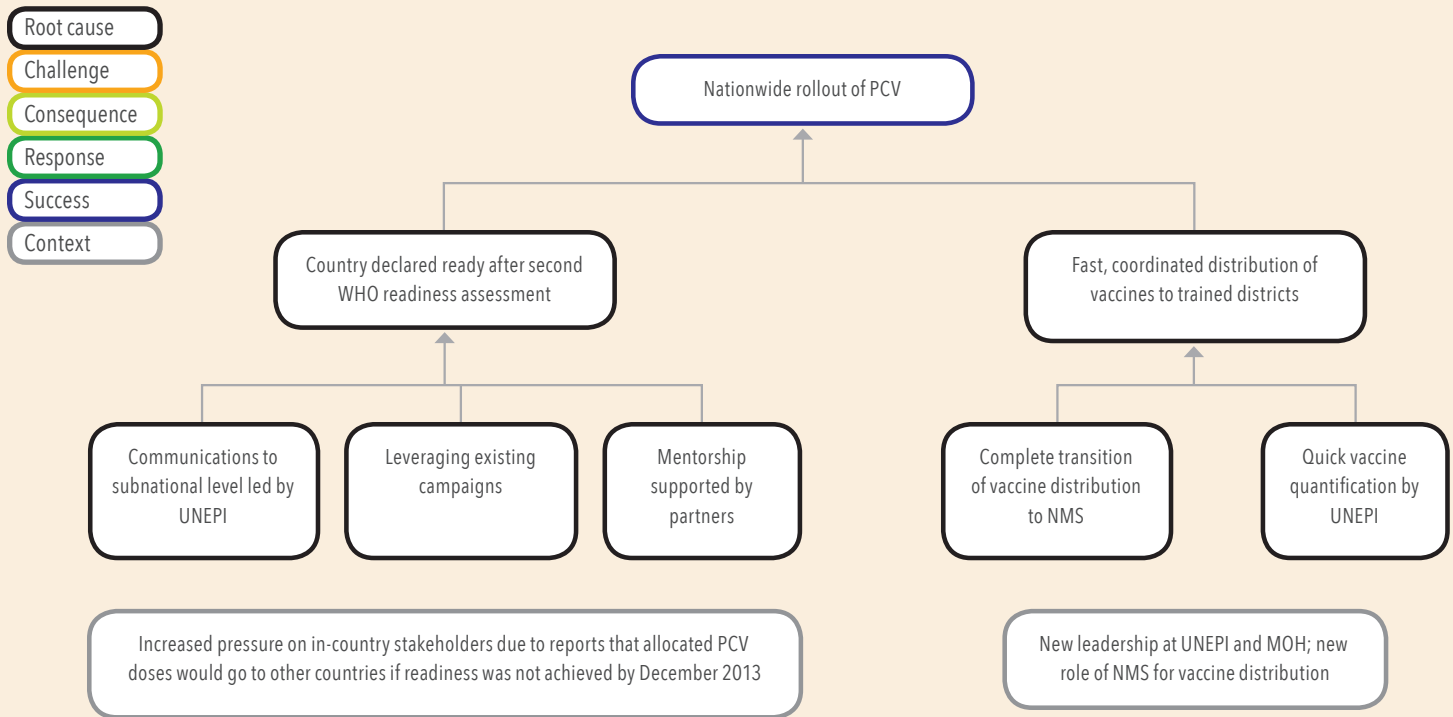 Root cause
Challenge
Consequence
Response
Success
Context
Nationwide rollout of PCV
Country declared ready after second
WHO readiness assessment
Fast, coordinated distribution of
vaccines to trained districts
Communications to
subnational level led by
UNEPI
Leveraging existing
campaigns
Mentorship
supported by
partners
Complete transition
of vaccine distribution
to NMS
Quick vaccine
quantification by
UNEPI
Increased pressure on in-country stakeholders due to reports that allocated PCV
doses would go to other countries if readiness was not achieved by December 2013
New leadership at UNEPI and MOH; new
role of NMS for vaccine distribution